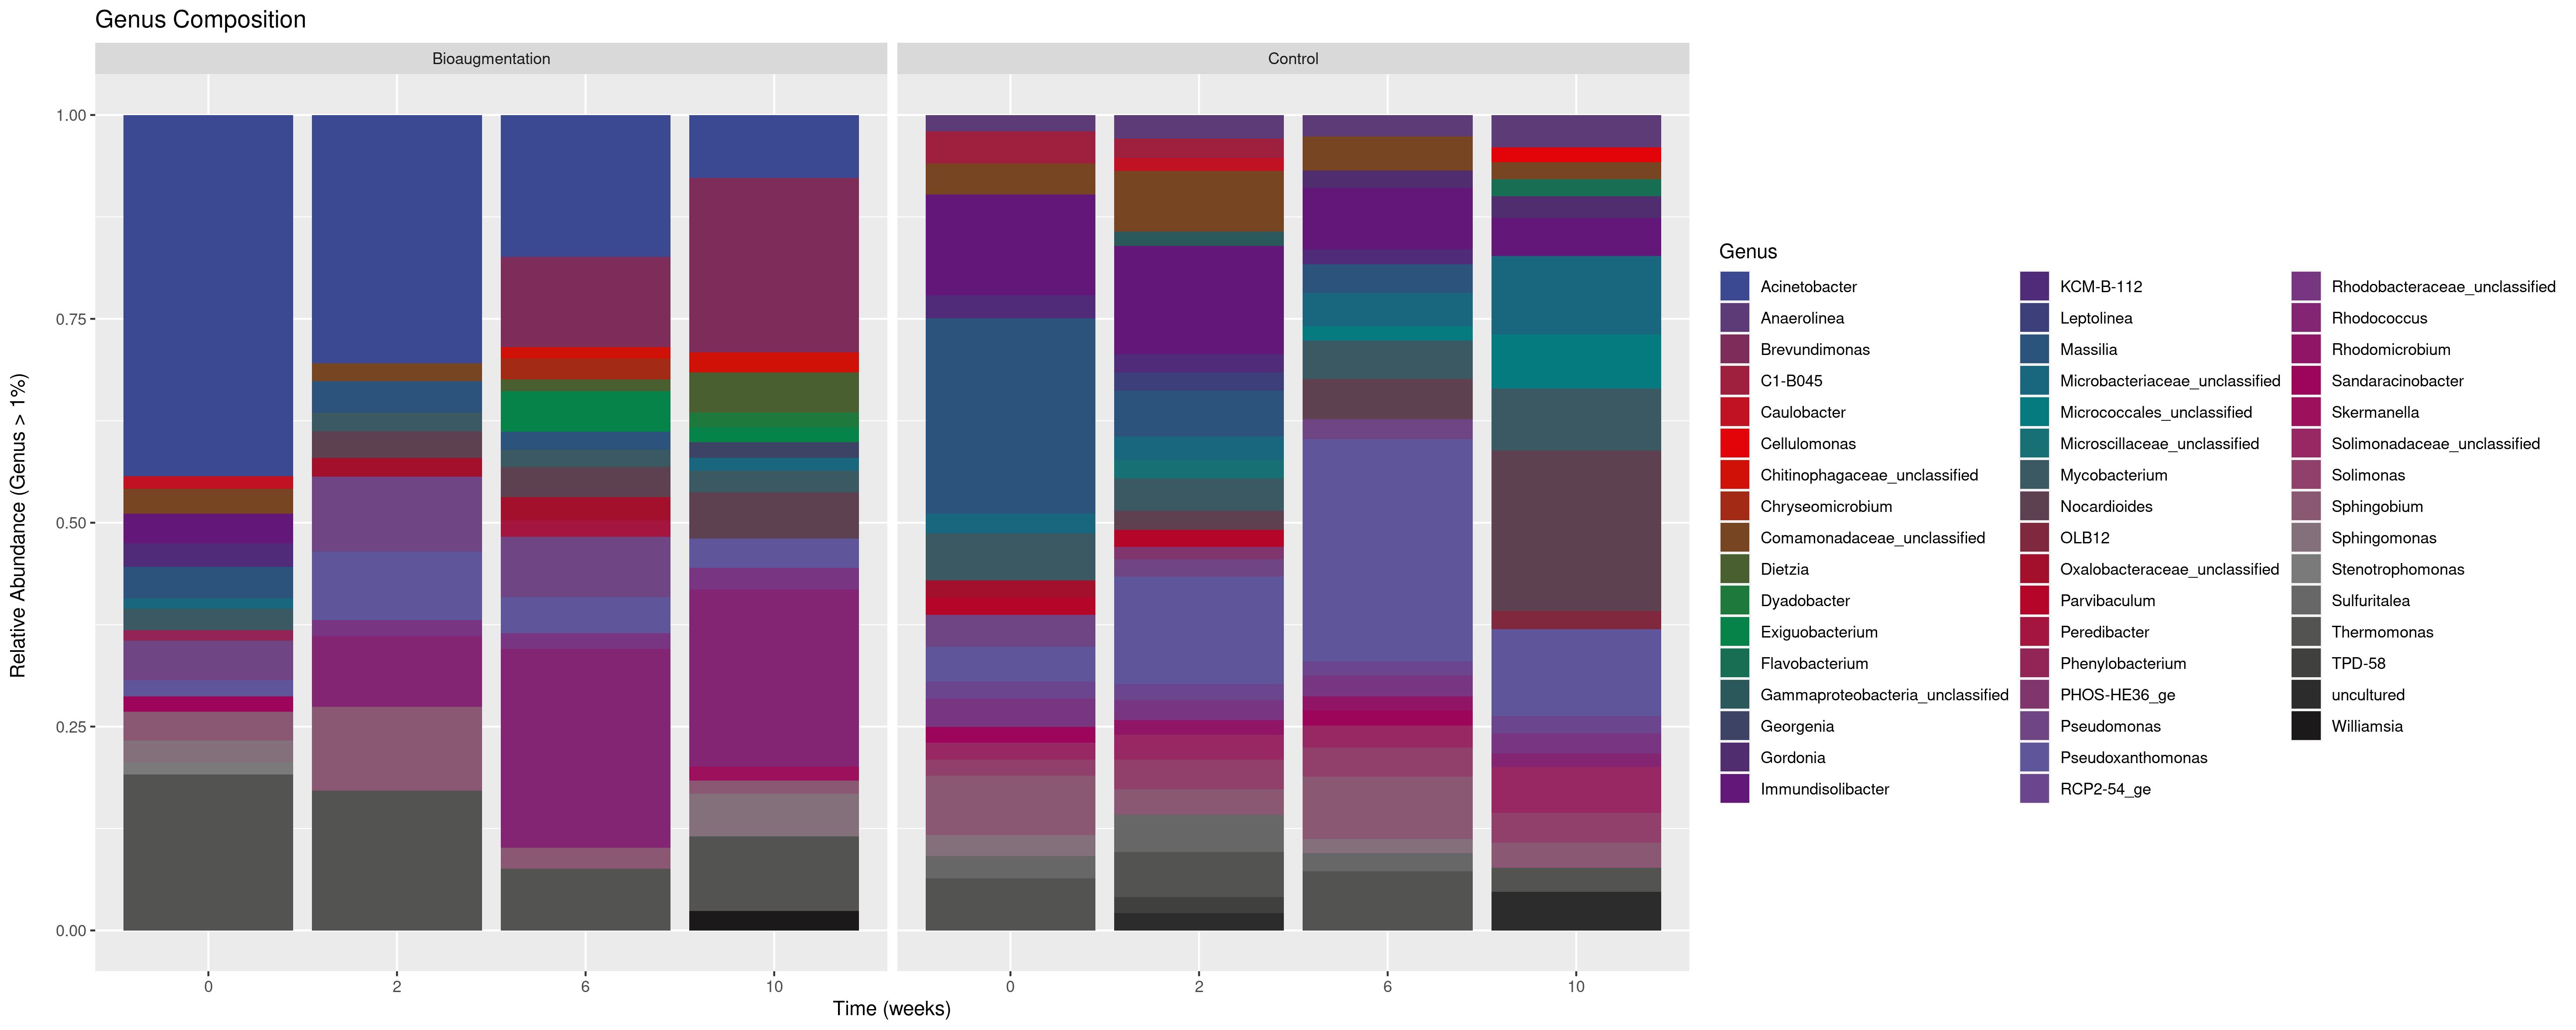 Genus Composition
Bioaugmentation
Control
Relative Abundance (Genus > 1%)
1.00
0.75
0.50
0.25
0.00
0
2
6
10
0
2
6
10
Time (weeks)
Genus
Acinetobacter
Anaerolinea
Brevundimonas
C1-B045
Caulobacter
Cellulomonas
Chitinophagaceae_unclassified
Chryseomicrobium
Comamonadaceae_unclassified
Dietzia
Dyadobacter
Exiguobacterium
Flavobacterium
Gammaproteobacteria_unclassified
Georgenia
Gordonia
Immundisolibacter
KCM-B-112
Leptolinea
Massilia
Microbacteriaceae_unclassified
Micrococcales_unclassified
Microscillaceae_unclassified
Mycobacterium
Nocardioides
OLB12
Oxalobacteraceae_unclassified
Parvibaculum
Peredibacter
Phenylobacterium
PHOS-HE36_ge
Pseudomonas
Pseudoxanthomonas
RCP2-54_ge
Rhodobacteraceae_unclassified
Rhodococcus
Rhodomicrobium
Sandaracinobacter
Skermanella
Solimonadaceae_unclassified
Solimonas
Sphingobium
Sphingomonas
Stenotrophomonas
Sulfuritalea
Thermomonas
TPD-58
uncultured
Williamsia